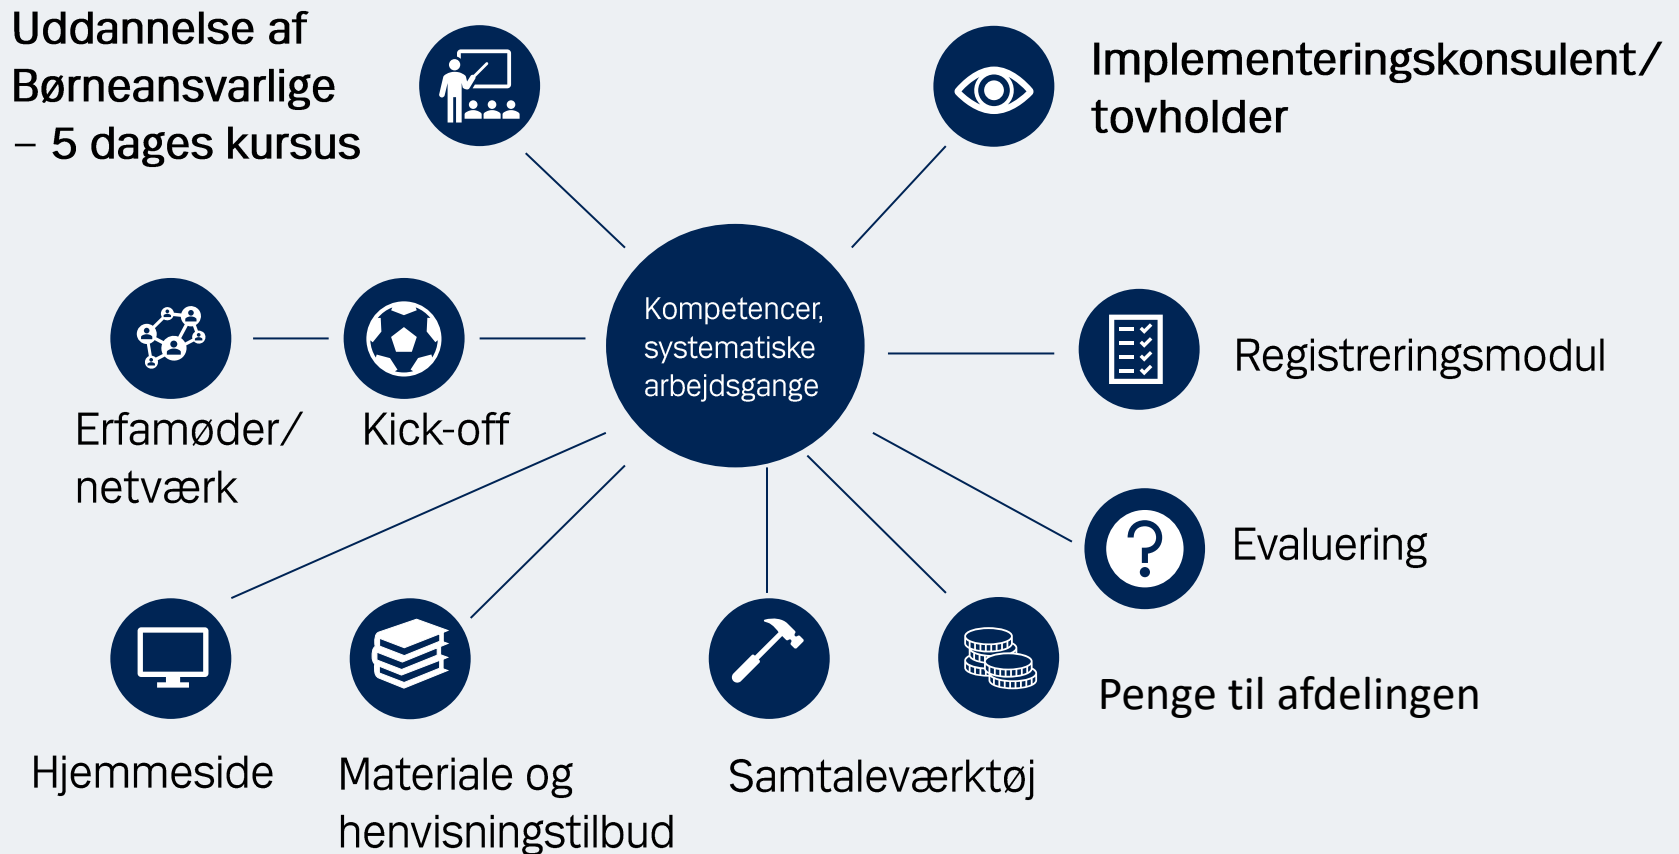 Uddannelse af
Børneansvarlige
– 5 dages kursus
Implementeringskonsulent/
tovholder
Kompetencer,
systematiske
arbejdsgange
Erfamøder/
netværk
Kick-off
Registreringsmodul
Evaluering
Penge til afdelingen
Hjemmeside
Materiale og
henvisningstilbud
Samtaleværktøj